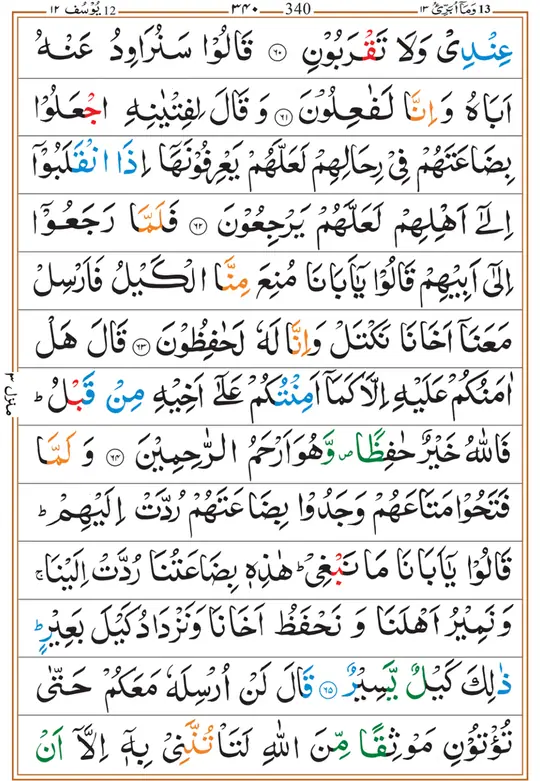 13 وَمَآ اُبَرِّئُ ١٣ 340 ٣٤٠ 12 يُوْسُف ١٢
عِنْدِىْ وَلَا تَقْرَبُوْنِ ٦٠ قَالُوْا سَنُرَاوِدُ عَنْهُ
اَبَاهُ وَاِنَّا لَفٰعِلُوْنَ ٦١ وَقَالَ لِفِتْيٰنِهِ اجْعَلُوْا
بِضَاعَتَهُمْ فِىْ رِحَالِهِمْ لَعَلَّهُمْ يَعْرِفُوْنَهَاۤ اِذَا انْقَلَبُوْۤا
اِلٰٓى اَهْلِهِمْ لَعَلَّهُمْ يَرْجِعُوْنَ ٦٢ فَلَمَّا رَجَعُوْۤا
اِلٰٓى اَبِيْهِمْ قَالُوْا يٰۤاَبَانَا مُنِعَ مِنَّا الْكَيْلُ فَاَرْسِلْ
مَعَنَاۤ اَخَانَا نَكْتَلْ وَاِنَّا لَهٗ لَحٰفِظُوْنَ ٦٣ قَالَ هَلْ
اٰمَنُكُمْ عَلَيْهِ اِلَّا كَمَاۤ اَمِنْتُكُمْ عَلٰٓى اَخِيْهِ مِنْ قَبْلُ ؕ
فَاللّٰهُ خَيْرٌ حٰفِظًا ص وَّهُوَ اَرْحَمُ الرّٰحِمِيْنَ ٦٤ وَلَمَّا
فَتَحُوْا مَتَاعَهُمْ وَجَدُوْا بِضَاعَتَهُمْ رُدَّتْ اِلَيْهِمْ ؕ
قَالُوْا يٰۤاَبَانَا مَا نَبْغِىْ ؕ هٰذِهٖ بِضَاعَتُنَا رُدَّتْ اِلَيْنَا ۚ
وَنَمِيْرُ اَهْلَنَا وَنَحْفَظُ اَخَانَا وَنَزْدَادُ كَيْلَ بَعِيْرٍ ؕ
ذٰلِكَ كَيْلٌ يَّسِيْرٌ ٦٥ قَالَ لَنْ اُرْسِلَهٗ مَعَكُمْ حَتّٰى
تُؤْتُوْنِ مَوْثِقًا مِّنَ اللّٰهِ لَتَاْتُنَّنِىْ بِهٖۤ اِلَّاۤ اَنْ
منزل ٣